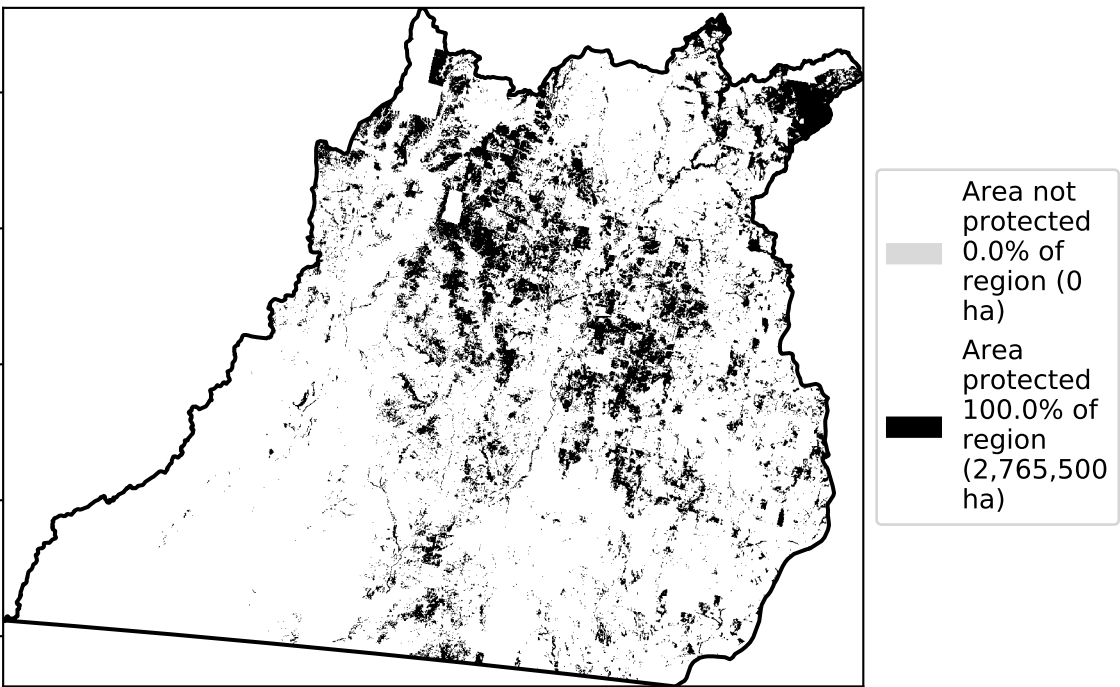 Area not
protected
0.0% of
region (0
ha)
Area
protected
100.0% of
region
(2,765,500
ha)